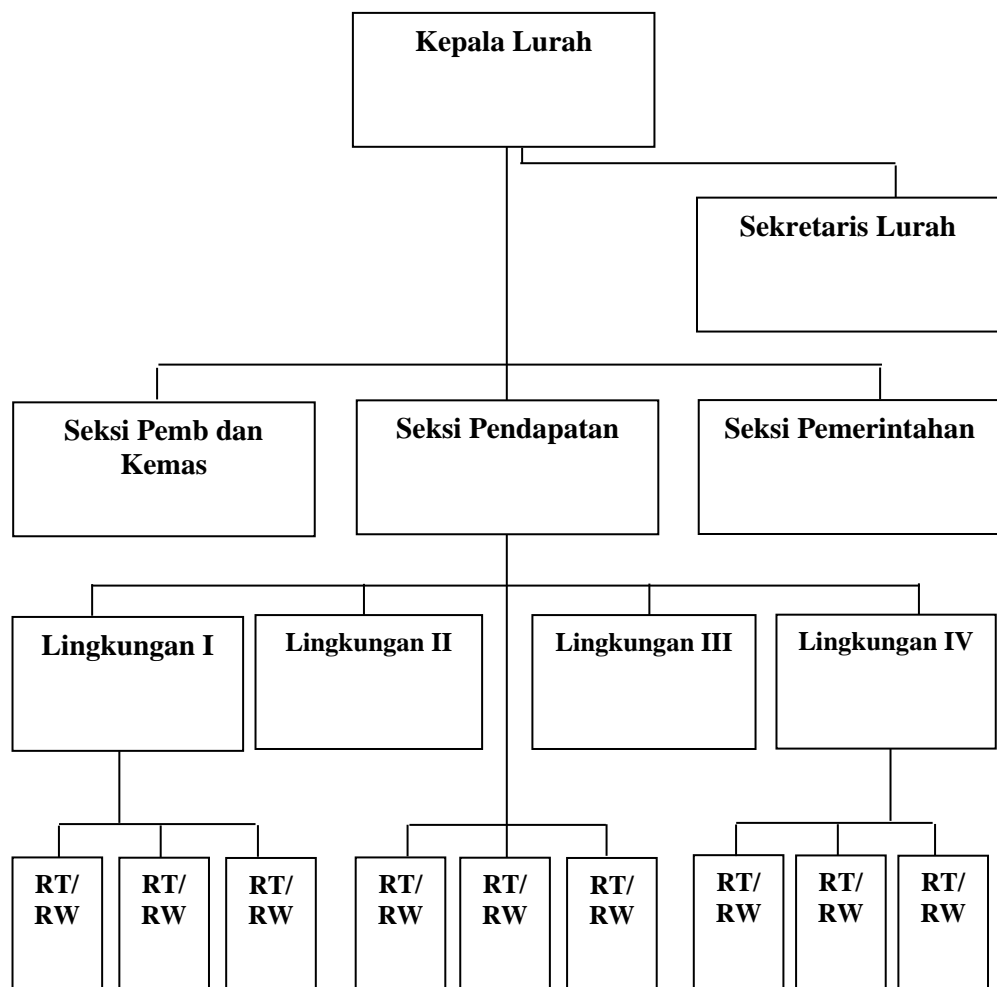 Kepala Lurah
Sekretaris Lurah
Seksi Pemb dan
Kemas
Seksi Pendapatan
Seksi Pemerintahan
Lingkungan I
Lingkungan II
Lingkungan III
Lingkungan IV
RT/
RW
RT/
RW
RT/
RW
RT/
RW
RT/
RW
RT/
RW
RT/
RW
RT/
RW
RT/
RW